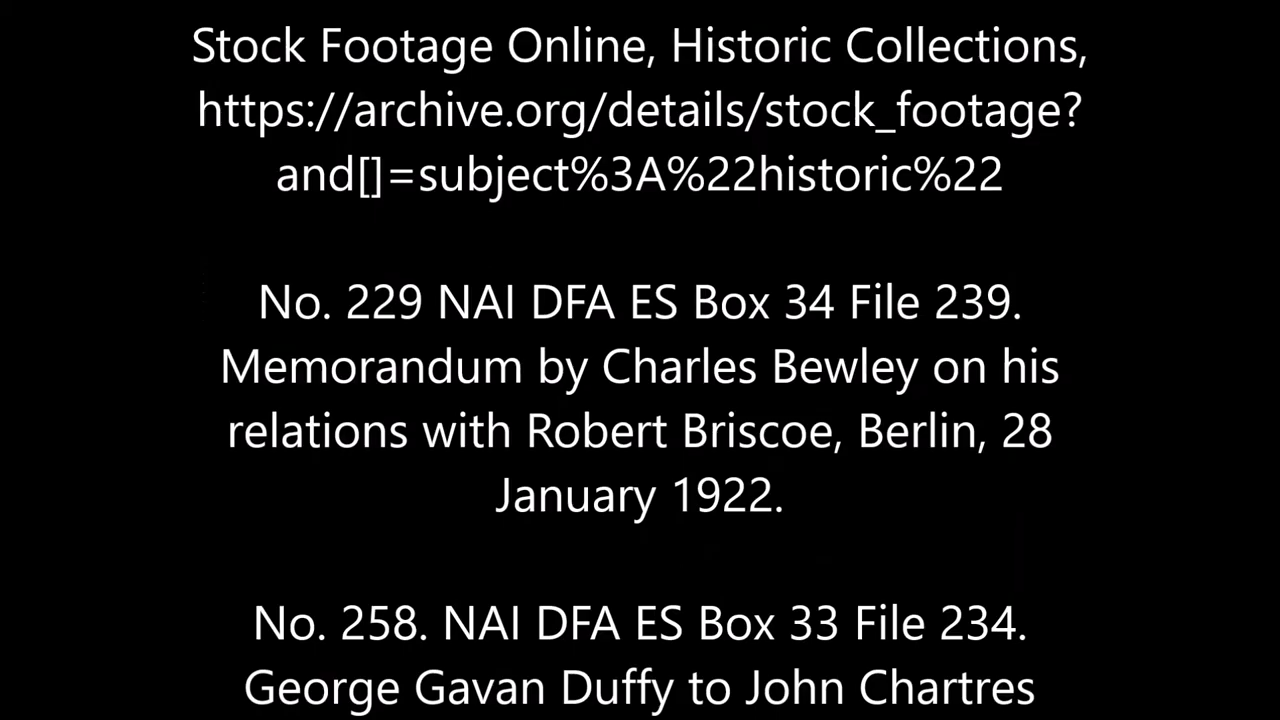 Stock Footage Online, Historic Collections,
https://archive.org/details/stock_footage?
and[]=subject%3A%22historic%22
No. 229 NAI DFA ES Box 34 File 239.
Memorandum by Charles Bewley on his
relations with Robert Briscoe, Berlin, 28
January 1922.
No. 258. NAI DFA ES Box 33 File 234.
George Gavan Duffy to John Chartres